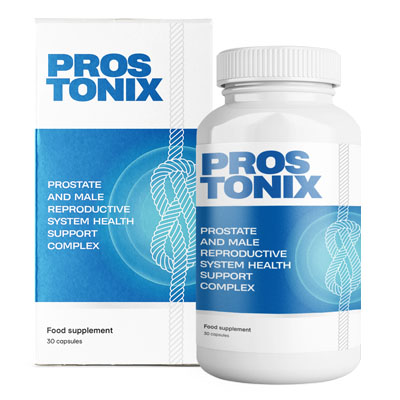 PROS
TONIX
PROSTATE
AND MALE
REPRODUCTIVE
SYSTEM HEALTH
SUPPORT
COMPLEX
Food supplement
30 capsules
PROS
TONIX
PROSTATE
AND MALE
REPRODUCTIVE
SYSTEM HEALTH
SUPPORT
COMPLEX
Food supplement
30 capsules